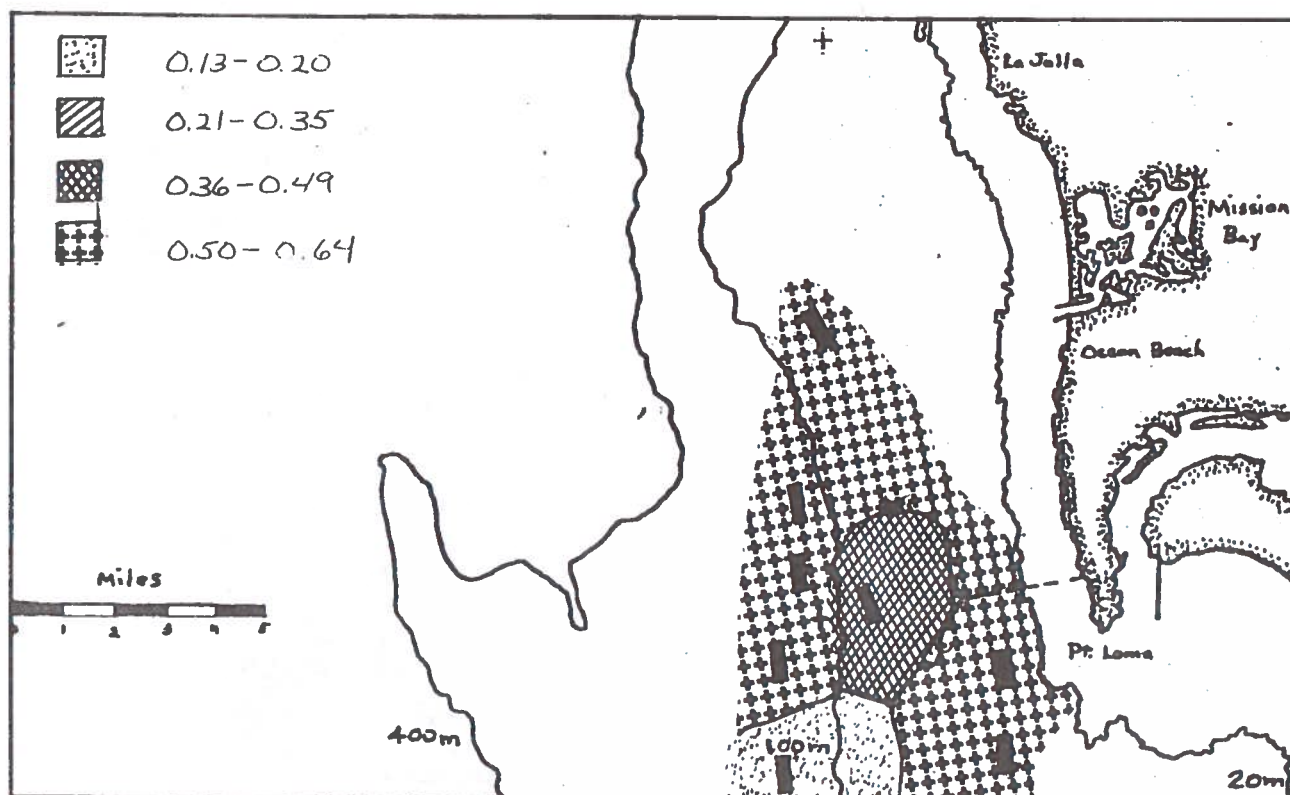 0.13-0.20
0.21-0.35
0.36-0.49
0.50-0.64
La Jolla
Mission
Bay
Ocean Beach
Miles
0 1 2 3 4 5
Pt. Loma
400m
100m
20m